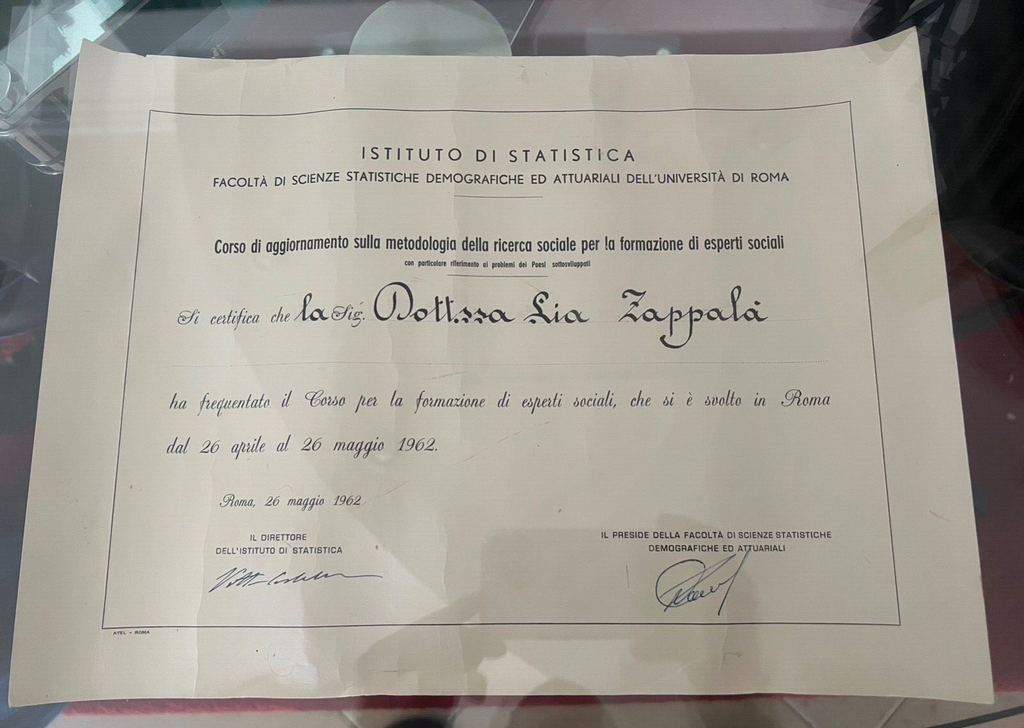 ISTITUTO DI STATISTICA
FACOLTÀ DI SCIENZE STATISTICHE DEMOGRAFICHE ED ATTUARIALI DELL'UNIVERSITÀ DI ROMA
Corso di aggiornamento sulla metodologia della ricerca sociale per la formazione di esperti sociali
con particolare riferimento ai problemi dei Paesi sottosviluppati
Si certifica che la Sig. Dott.ssa Lia Zappalà
ha frequentato il Corso per la formazione di esperti sociali, che si è svolto in Roma
dal 26 aprile al 26 maggio 1962.
Roma, 26 maggio 1962
IL DIRETTORE
DELL'ISTITUTO DI STATISTICA
IL PRESIDE DELLA FACOLTÀ DI SCIENZE STATISTICHE
DEMOGRAFICHE ED ATTUARIALI
ATEL - ROMA